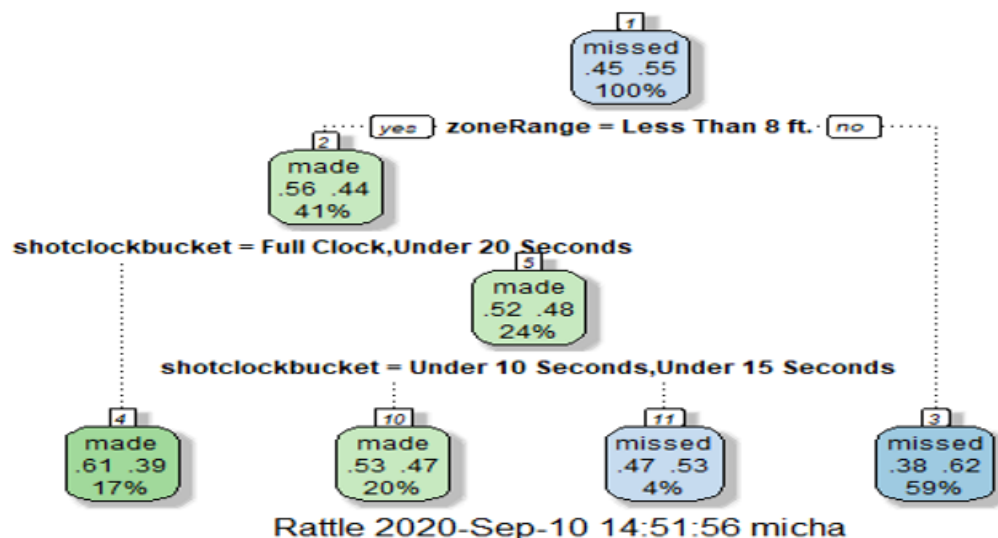 1
missed
.45 .55
100%
yes zoneRange = Less Than 8 ft. no
2
made
.56 .44
41%
shotclockbucket = Full Clock,Under 20 Seconds
5
made
.52 .48
24%
shotclockbucket = Under 10 Seconds,Under 15 Seconds
4
made
.61 .39
17%
10
made
.53 .47
20%
11
missed
.47 .53
4%
3
missed
.38 .62
59%
Rattle 2020-Sep-10 14:51:56 micha